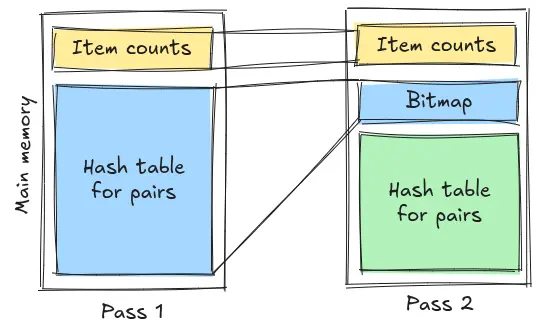 Main memory
Item counts
Hash table
for pairs
Pass 1
Item counts
Bitmap
Hash table
for pairs
Pass 2